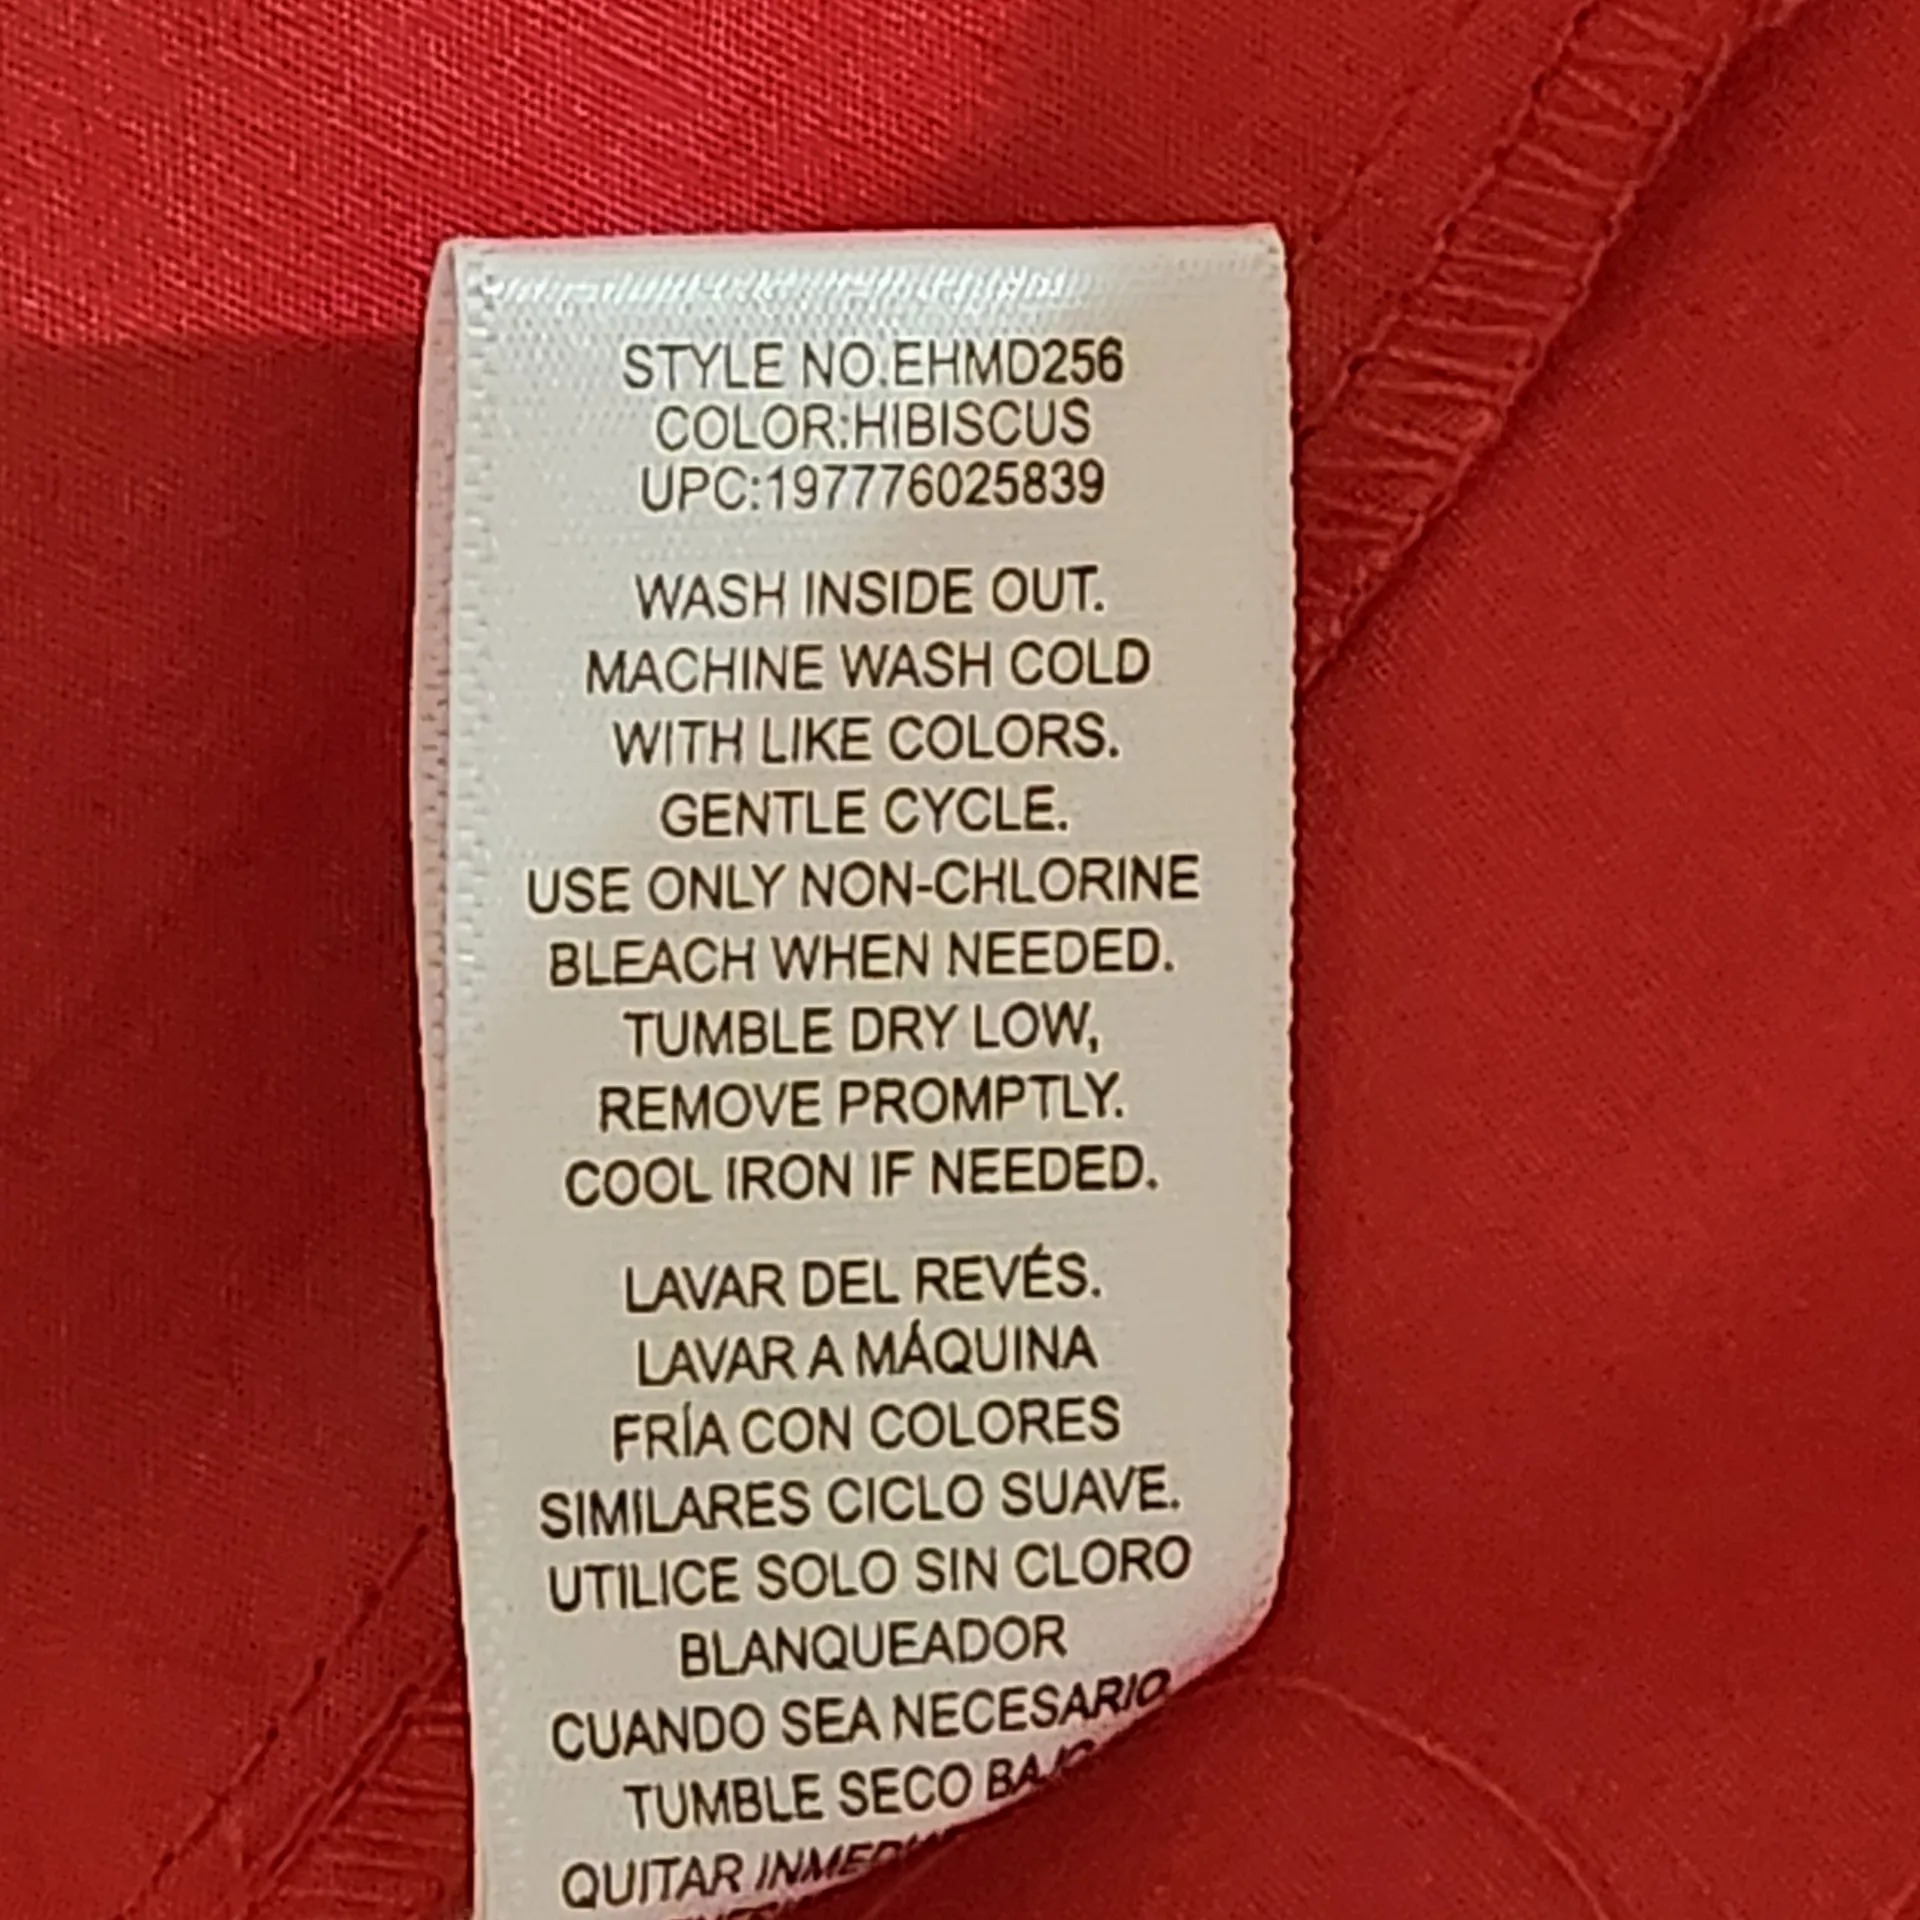 STYLE NO.EHMD256
COLOR:HIBISCUS
UPC:197776025839
WASH INSIDE OUT.
MACHINE WASH COLD
WITH LIKE COLORS.
GENTLE CYCLE.
USE ONLY NON-CHLORINE
BLEACH WHEN NEEDED.
TUMBLE DRY LOW,
REMOVE PROMPTLY.
COOL IRON IF NEEDED.
LAVAR DEL REVÉS.
LAVAR A MÁQUINA
FRÍA CON COLORES
SIMILARES CICLO SUAVE.
UTILICE SOLO SIN CLORO
BLANQUEADOR
CUANDO SEA NECESARIO
TUMBLE SECO BAJO
QUITAR